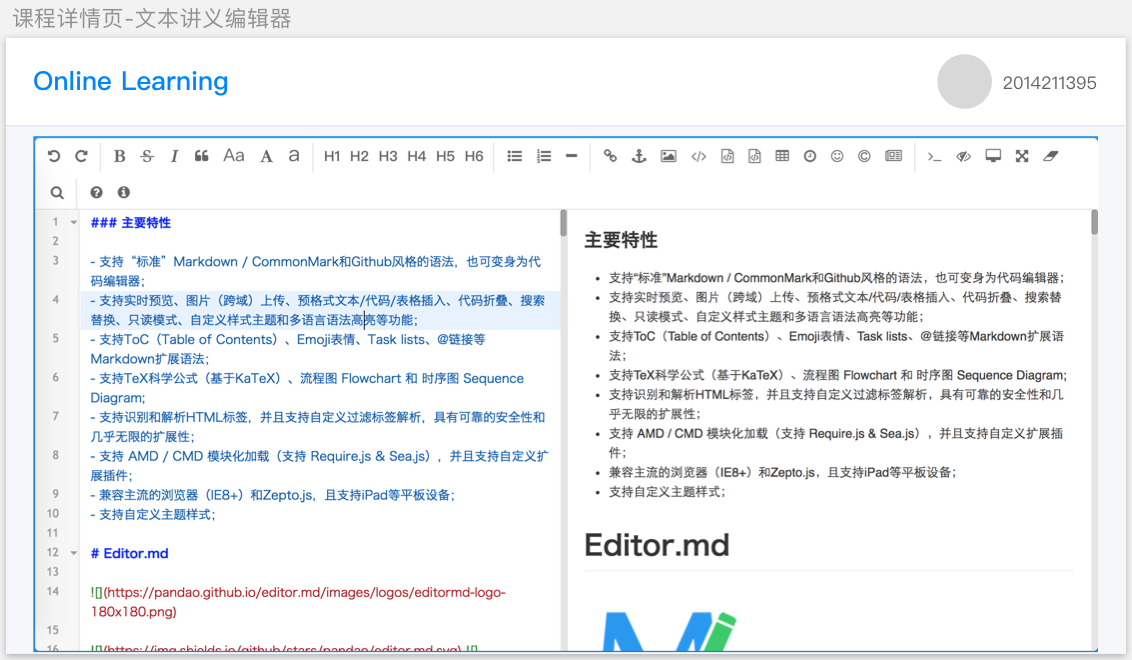 课程详情页-文本讲义编辑器
Online Learning
2014211395
B S I Aa A a H1 H2 H3 H4 H5 H6
1 ### 主要特性
2
3 - 支持“标准”Markdown / CommonMark和Github风格的语法，也可变身为代
码编辑器；
4 - 支持实时预览、图片（跨域）上传、预格式文本/代码/表格插入、代码折叠、搜索
替换、只读模式、自定义样式主题和多语言语法高亮等功能；
5 - 支持ToC（Table of Contents）、Emoji表情、Task lists、@链接等
Markdown扩展语法；
6 - 支持TeX科学公式（基于KaTeX）、流程图 Flowchart 和 时序图 Sequence
Diagram;
7 - 支持识别和解析HTML标签，并且支持自定义过滤标签解析，具有可靠的安全性和
几乎无限的扩展性；
8 - 支持 AMD / CMD 模块化加载（支持 Require.js & Sea.js），并且支持自定义扩
展插件；
9 - 兼容主流的浏览器（IE8+）和Zepto.js，且支持iPad等平板设备；
10 - 支持自定义主题样式；
11
12 # Editor.md
13
14 ![](https://pandao.github.io/editor.md/images/logos/editormd-logo-
180x180.png)
15
16 ![](https://img.shields.io/github/stars/pandao/editor.md.svg) ![]
主要特性
• 支持“标准”Markdown / CommonMark和Github风格的语法，也可变身为代码编辑器；
• 支持实时预览、图片（跨域）上传、预格式文本/代码/表格插入、代码折叠、搜索替
换、只读模式、自定义样式主题和多语言语法高亮等功能；
• 支持ToC（Table of Contents）、Emoji表情、Task lists、@链接等Markdown扩展语
法；
• 支持TeX科学公式（基于KaTeX）、流程图 Flowchart 和 时序图 Sequence Diagram;
• 支持识别和解析HTML标签，并且支持自定义过滤标签解析，具有可靠的安全性和几
乎无限的扩展性；
• 支持 AMD / CMD 模块化加载（支持 Require.js & Sea.js），并且支持自定义扩展插
件；
• 兼容主流的浏览器（IE8+）和Zepto.js，且支持iPad等平板设备；
• 支持自定义主题样式；
Editor.md